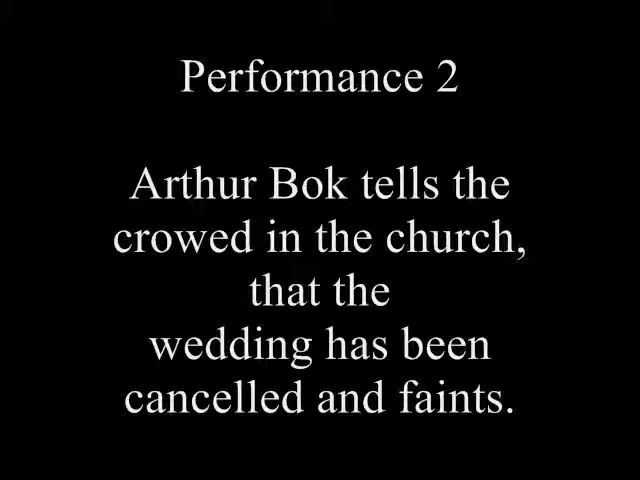 Performance 2
Arthur Bok tells the
crowed in the church,
that the
wedding has been
cancelled and faints.